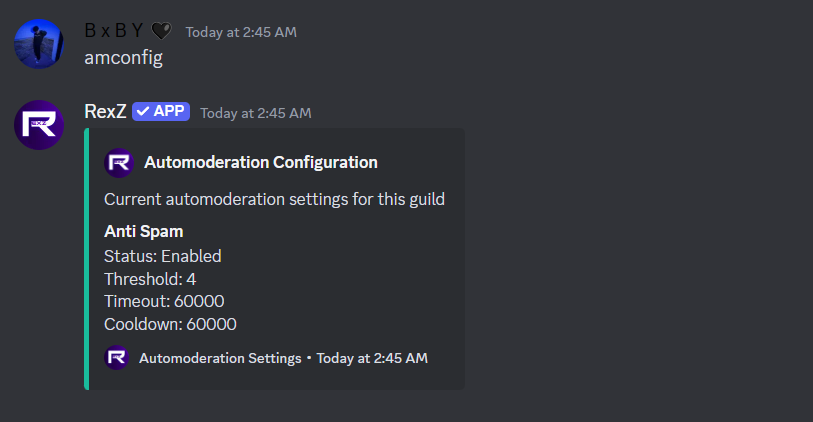 B x B Y 🖤 Today at 2:45 AM
amconfig
RexZ ✓ APP Today at 2:45 AM
Automoderation Configuration
Current automoderation settings for this guild
Anti Spam
Status: Enabled
Threshold: 4
Timeout: 60000
Cooldown: 60000
Automoderation Settings • Today at 2:45 AM